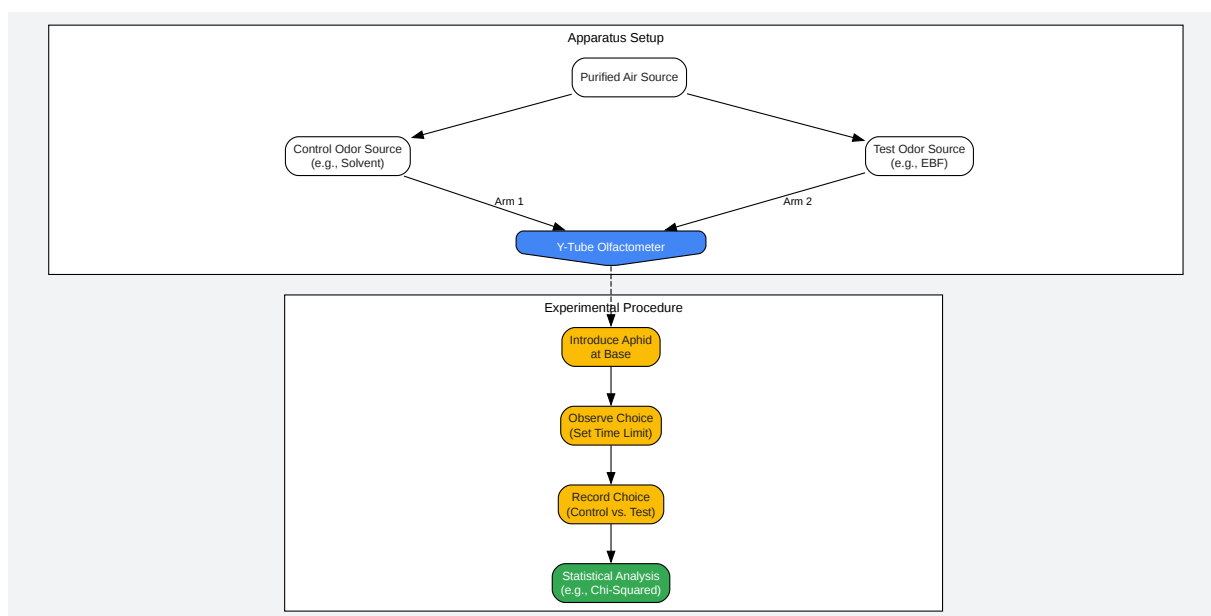 Apparatus Setup
Purified Air Source
Control Odor Source
(e.g., Solvent)
Test Odor Source
(e.g., EBF)
Arm 1
Arm 2
Y-Tube Olfactometer
Experimental Procedure
Introduce Aphid
at Base
Observe Choice
(Set Time Limit)
Record Choice
(Control vs. Test)
Statistical Analysis
(e.g., Chi-Squared)